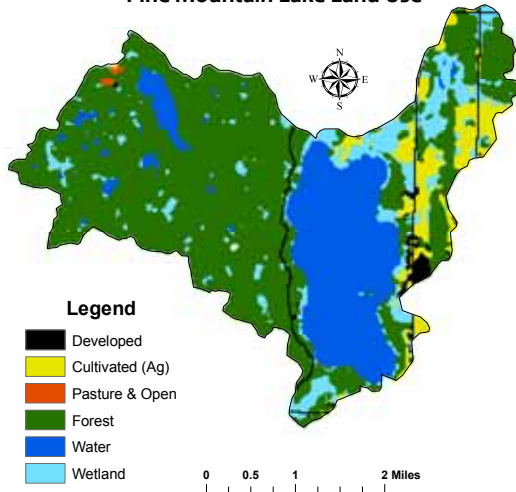 Pine Mountain Lake Land Use
N
W E
S
Legend
Developed
Cultivated (Ag)
Pasture & Open
Forest
Water
Wetland
0 0.5 1 2 Miles